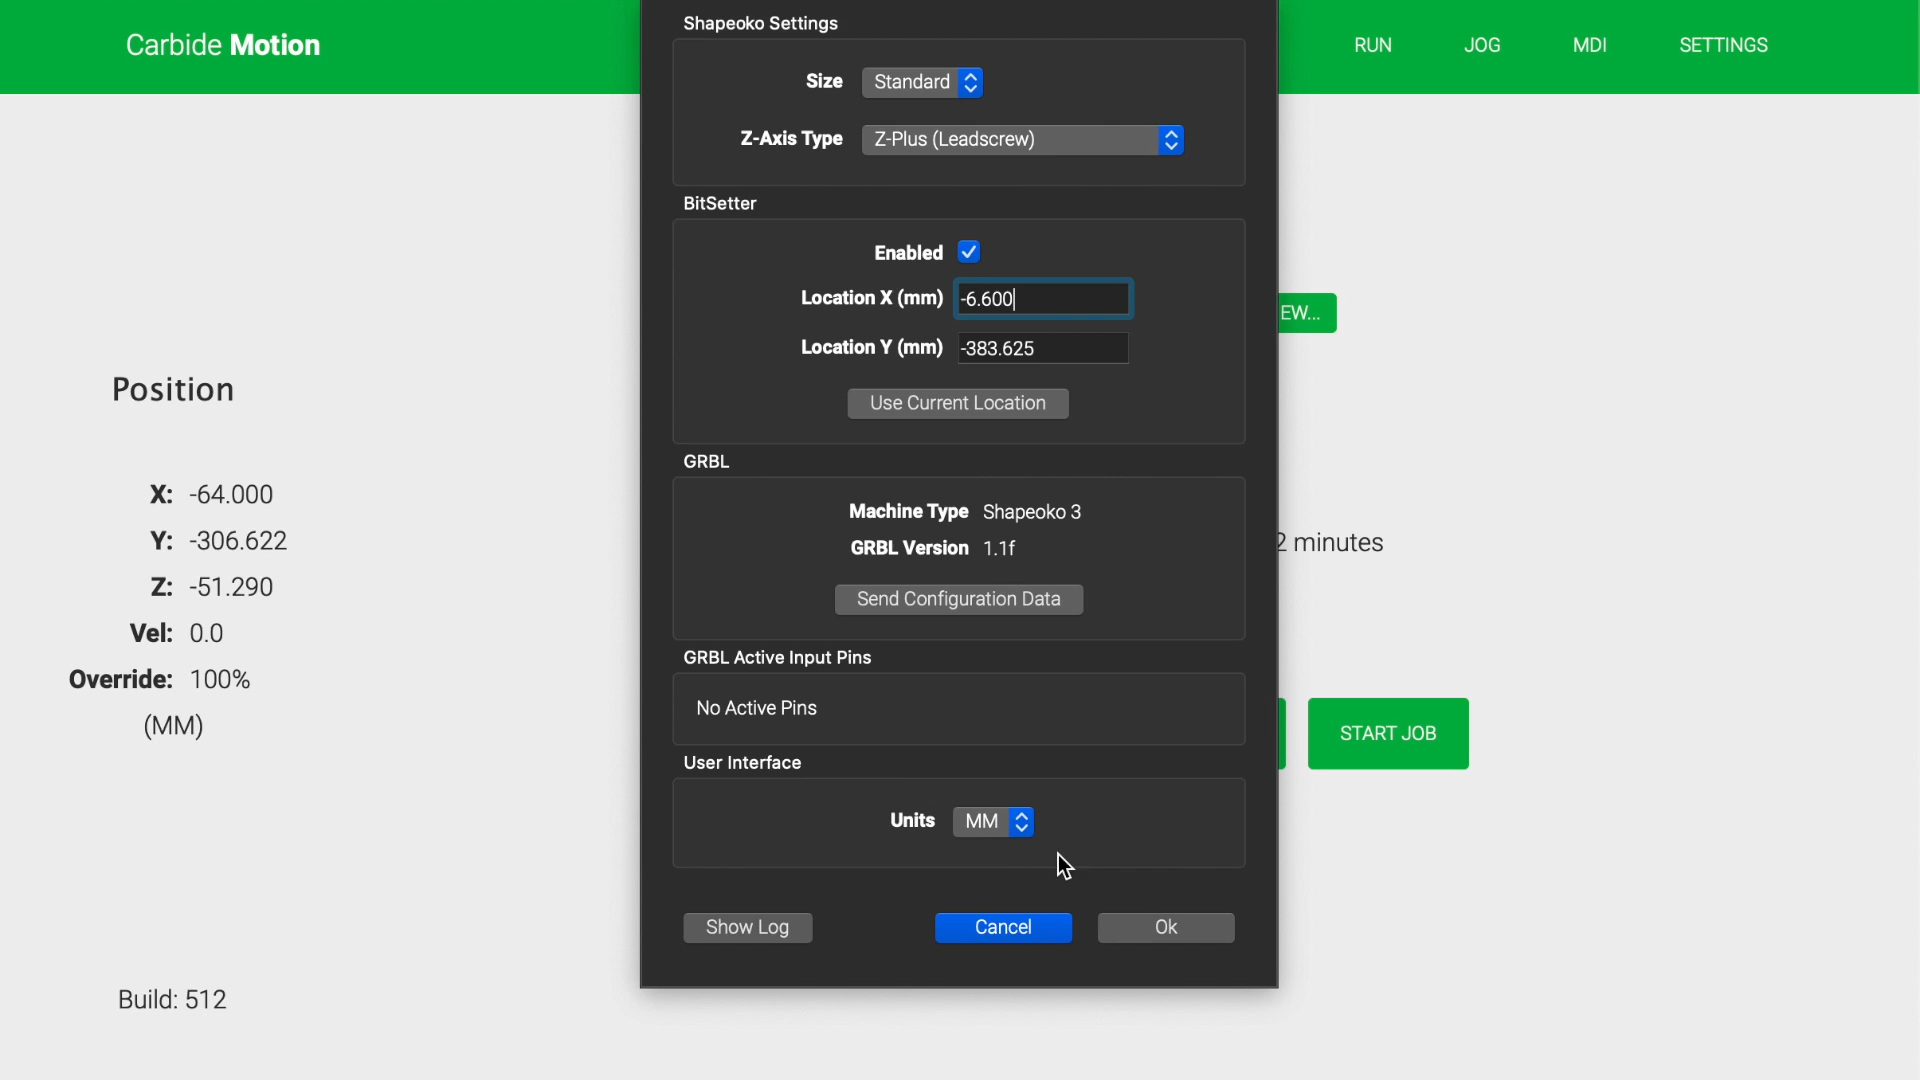 Carbide Motion
RUN
JOG
MDI
SETTINGS
Position
X: -64.000
Y: -306.622
Z: -51.290
Vel: 0.0
Override: 100%
(MM)
Build: 512
Shapeoko Settings
Size Standard
Z-Axis Type Z-Plus (Leadscrew)
BitSetter
Enabled
Location X (mm) -6.600
Location Y (mm) -383.625
Use Current Location
GRBL
Machine Type Shapeoko 3
GRBL Version 1.1f
Send Configuration Data
GRBL Active Input Pins
No Active Pins
User Interface
Units MM
Show Log
Cancel
Ok
EW...
2 minutes
START JOB